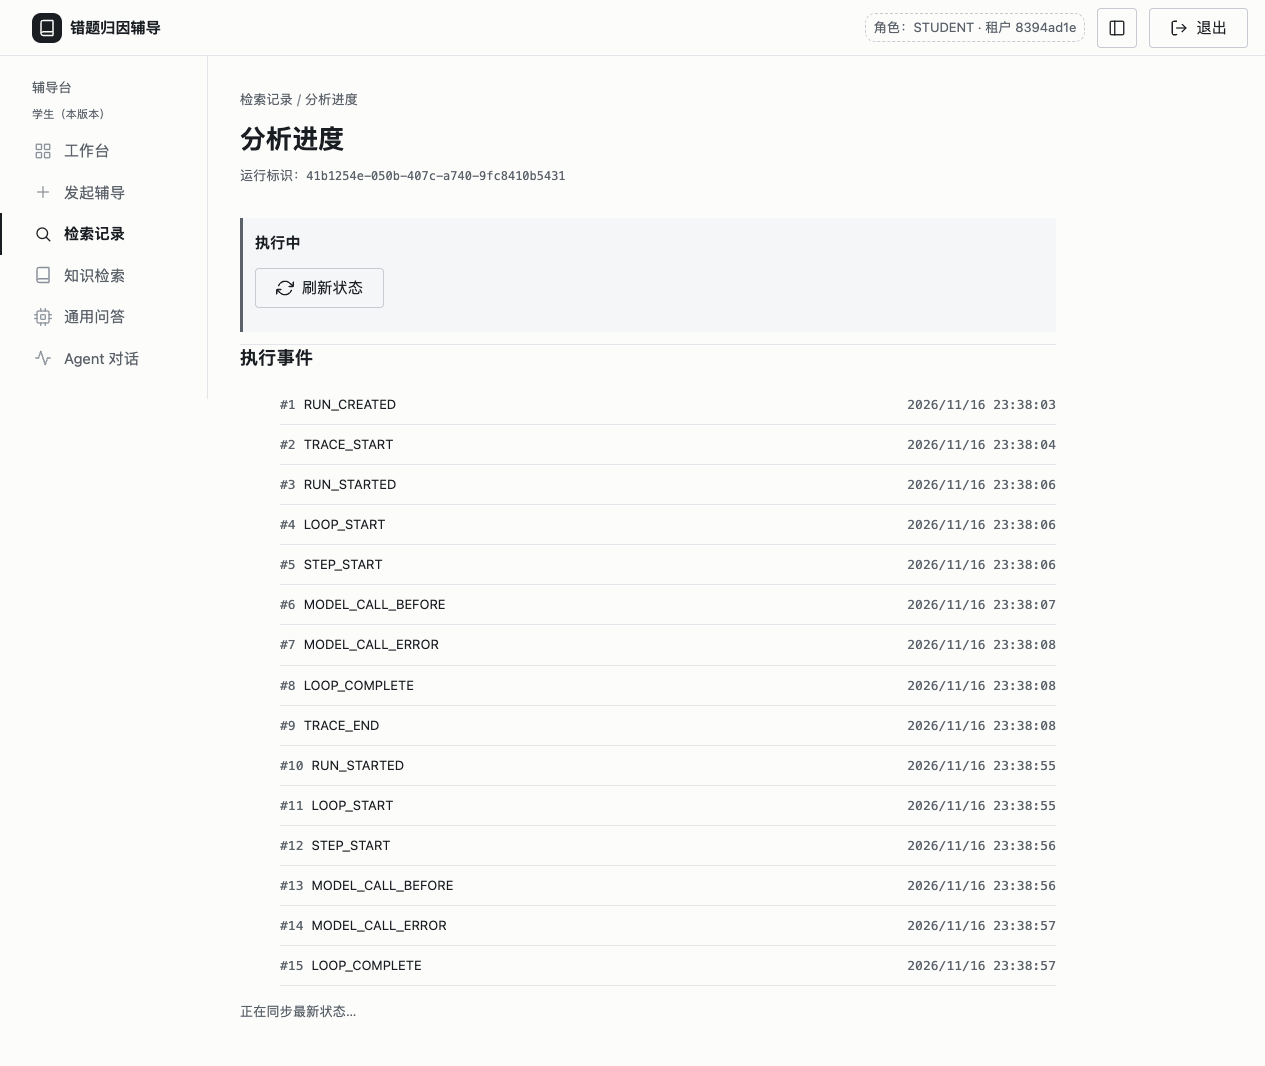 错题归因辅导
角色：STUDENT · 租户 8394ad1e
退出
辅导台
学生（本版本）
工作台
发起辅导
检索记录
知识检索
通用问答
Agent 对话
检索记录 / 分析进度
分析进度
运行标识：41b1254e-050b-407c-a740-9fc8410b5431
执行中
刷新状态
执行事件
#1 RUN_CREATED 2026/11/16 23:38:03
#2 TRACE_START 2026/11/16 23:38:04
#3 RUN_STARTED 2026/11/16 23:38:06
#4 LOOP_START 2026/11/16 23:38:06
#5 STEP_START 2026/11/16 23:38:06
#6 MODEL_CALL_BEFORE 2026/11/16 23:38:07
#7 MODEL_CALL_ERROR 2026/11/16 23:38:08
#8 LOOP_COMPLETE 2026/11/16 23:38:08
#9 TRACE_END 2026/11/16 23:38:08
#10 RUN_STARTED 2026/11/16 23:38:55
#11 LOOP_START 2026/11/16 23:38:55
#12 STEP_START 2026/11/16 23:38:56
#13 MODEL_CALL_BEFORE 2026/11/16 23:38:56
#14 MODEL_CALL_ERROR 2026/11/16 23:38:57
#15 LOOP_COMPLETE 2026/11/16 23:38:57
正在同步最新状态…